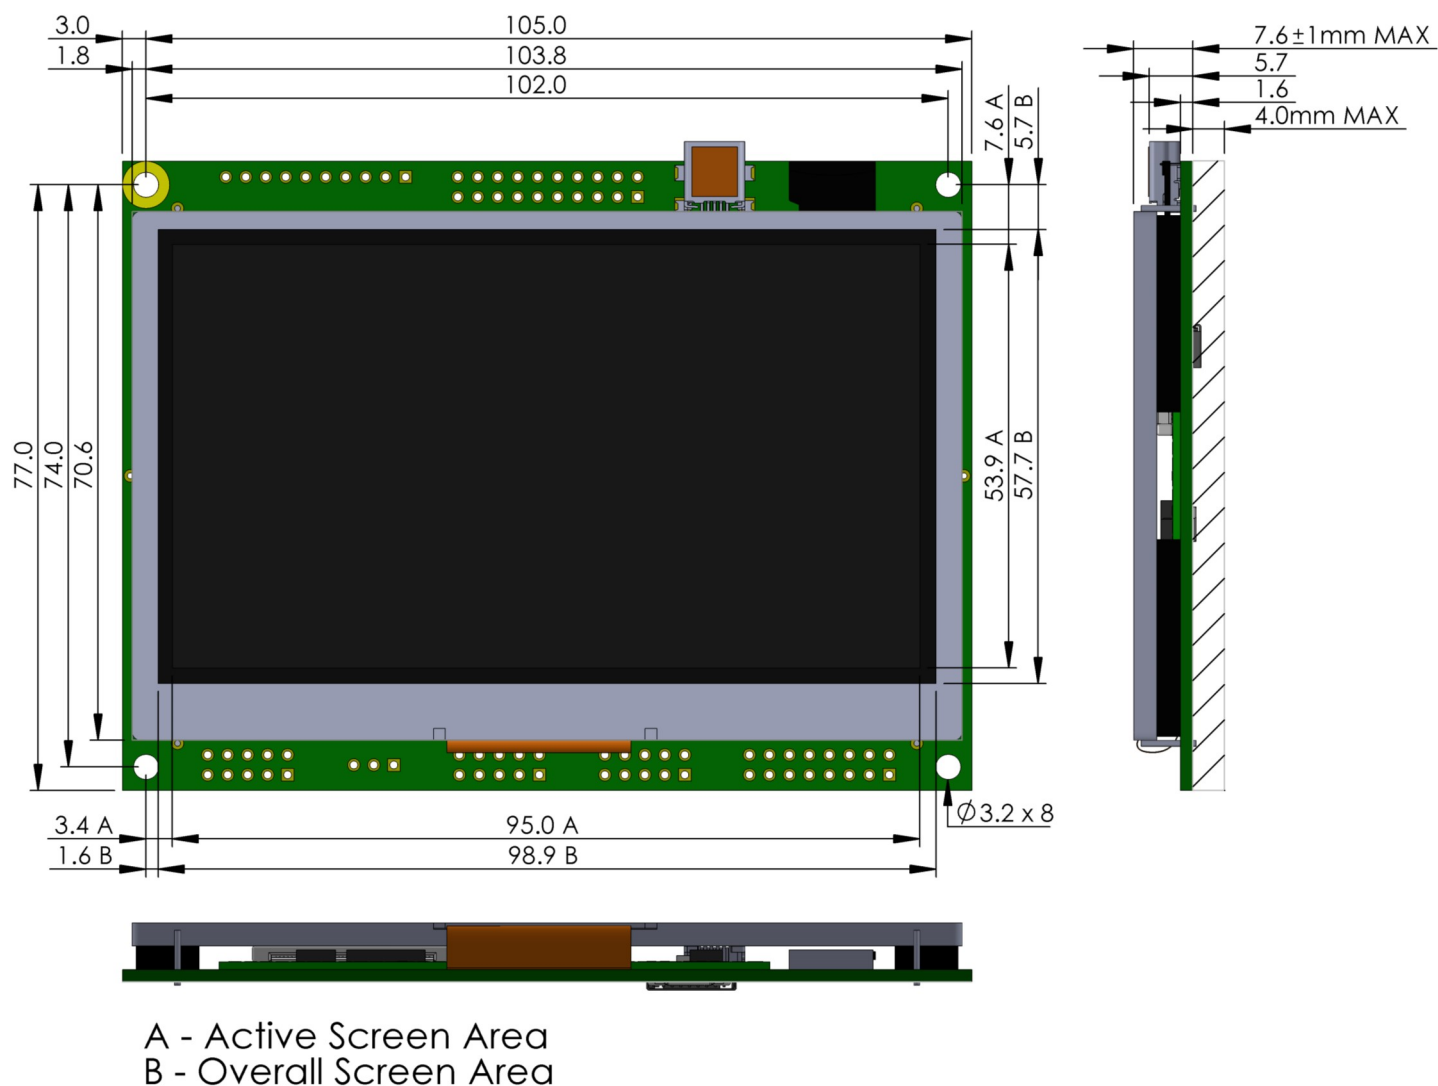 3.0
105.0
1.8
103.8
102.0
7.6±1mm MAX
5.7
1.6
4.0mm MAX
7.6 A
5.7 B
77.0
74.0
70.6
53.9 A
57.7 B
Ø3.2 x 8
3.4 A
95.0 A
1.6 B
98.9 B
A - Active Screen Area
B - Overall Screen Area